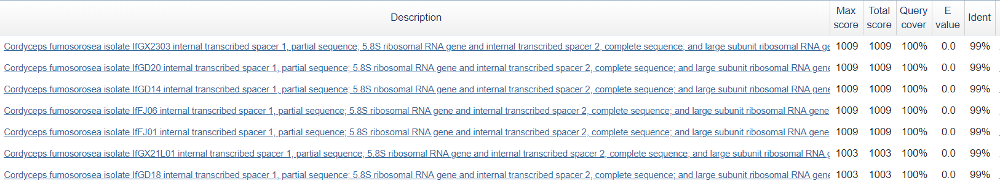 Description Max score Total score Query cover E value Ident
Cordyceps fumosorosea isolate IfGX2303 internal transcribed spacer 1, partial sequence; 5.8S ribosomal RNA gene and internal transcribed spacer 2, complete sequence; and large subunit ribosomal RNA ge 1009 1009 100% 0.0 99%
Cordyceps fumosorosea isolate IfGD20 internal transcribed spacer 1, partial sequence; 5.8S ribosomal RNA gene and internal transcribed spacer 2, complete sequence; and large subunit ribosomal RNA gene 1009 1009 100% 0.0 99%
Cordyceps fumosorosea isolate IfGD14 internal transcribed spacer 1, partial sequence; 5.8S ribosomal RNA gene and internal transcribed spacer 2, complete sequence; and large subunit ribosomal RNA gene 1009 1009 100% 0.0 99%
Cordyceps fumosorosea isolate IfFJ06 internal transcribed spacer 1, partial sequence; 5.8S ribosomal RNA gene and internal transcribed spacer 2, complete sequence; and large subunit ribosomal RNA gene, 1009 1009 100% 0.0 99%
Cordyceps fumosorosea isolate IfFJ01 internal transcribed spacer 1, partial sequence; 5.8S ribosomal RNA gene and internal transcribed spacer 2, complete sequence; and large subunit ribosomal RNA gene, 1009 1009 100% 0.0 99%
Cordyceps fumosorosea isolate IfGX21L01 internal transcribed spacer 1, partial sequence; 5.8S ribosomal RNA gene and internal transcribed spacer 2, complete sequence; and large subunit ribosomal RNA g 1003 1003 100% 0.0 99%
Cordyceps fumosorosea isolate IfGD18 internal transcribed spacer 1, partial sequence; 5.8S ribosomal RNA gene and internal transcribed spacer 2, complete sequence; and large subunit ribosomal RNA gene 1003 1003 100% 0.0 99%